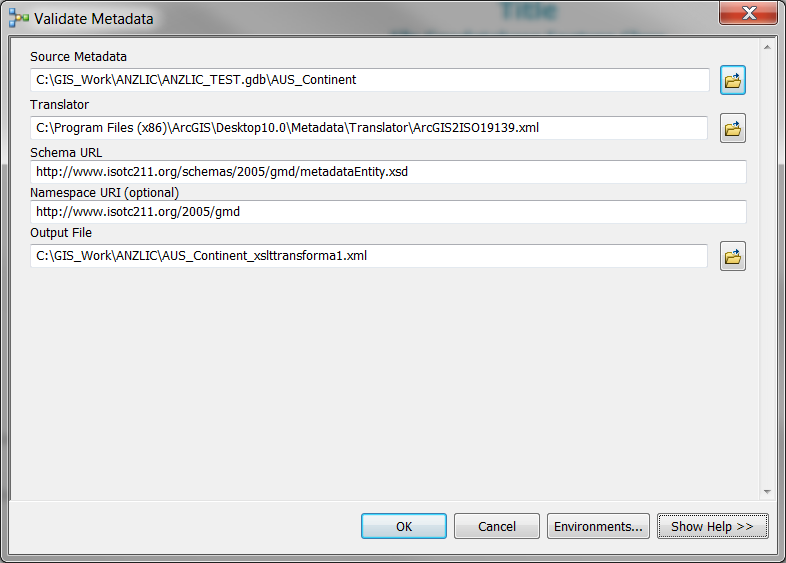 Title
Validate Metadata
Source Metadata
C:\GIS_Work\ANZLIC\ANZLIC_TEST.gdb\AUS_Continent
Translator
C:\Program Files (x86)\ArcGIS\Desktop10.0\Metadata\Translator\ArcGIS2ISO19139.xml
Schema URL
http://www.isotc211.org/schemas/2005/gmd/metadataEntity.xsd
Namespace URI (optional)
http://www.isotc211.org/2005/gmd
Output File
C:\GIS_Work\ANZLIC\AUS_Continent_xslttransforma1.xml
OK Cancel Environments... Show Help >>